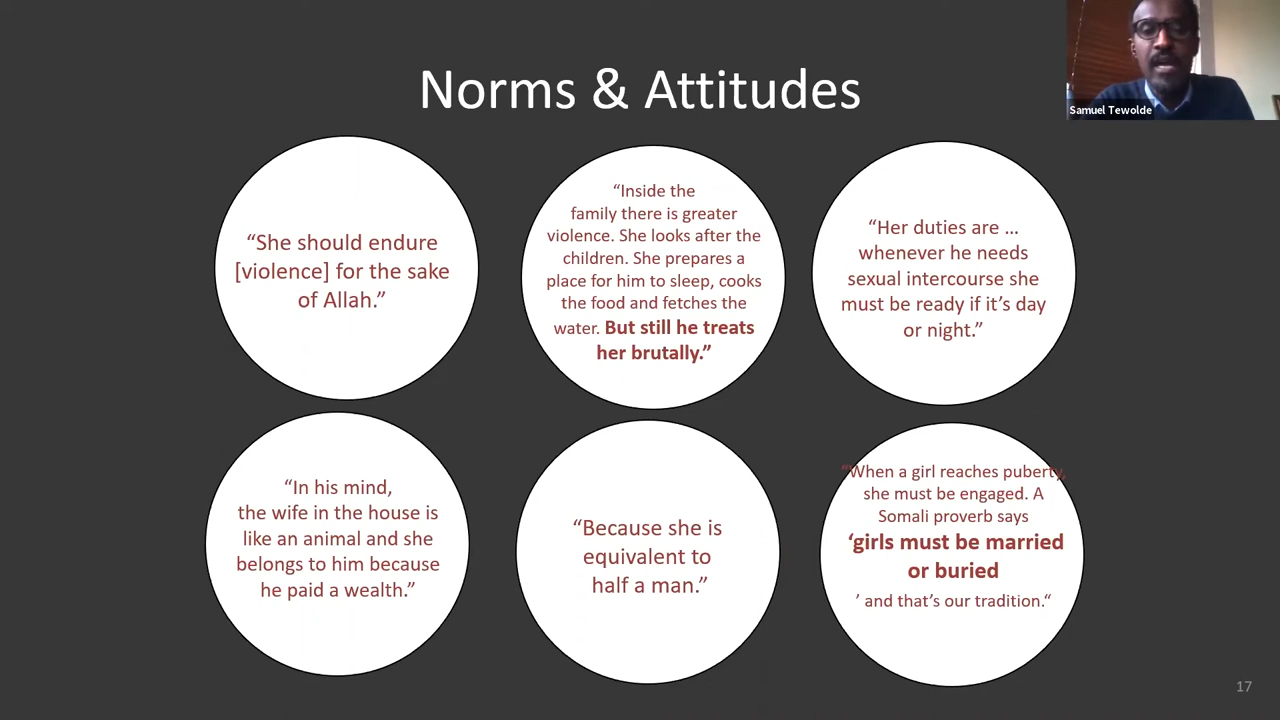 Norms & Attitudes
Samuel Tewolde
“She should endure
[violence] for the sake
of Allah.”
“Inside the
family there is greater
violence. She looks after the
children. She prepares a
place for him to sleep, cooks
the food and fetches the
water. But still he treats
her brutally.”
“Her duties are …
whenever he needs
sexual intercourse she
must be ready if it’s day
or night.”
“In his mind,
the wife in the house is
like an animal and she
belongs to him because
he paid a wealth.”
“Because she is
equivalent to
half a man.”
“When a girl reaches puberty,
she must be engaged. A
Somali proverb says
‘girls must be married
or buried
’ and that’s our tradition.“
17